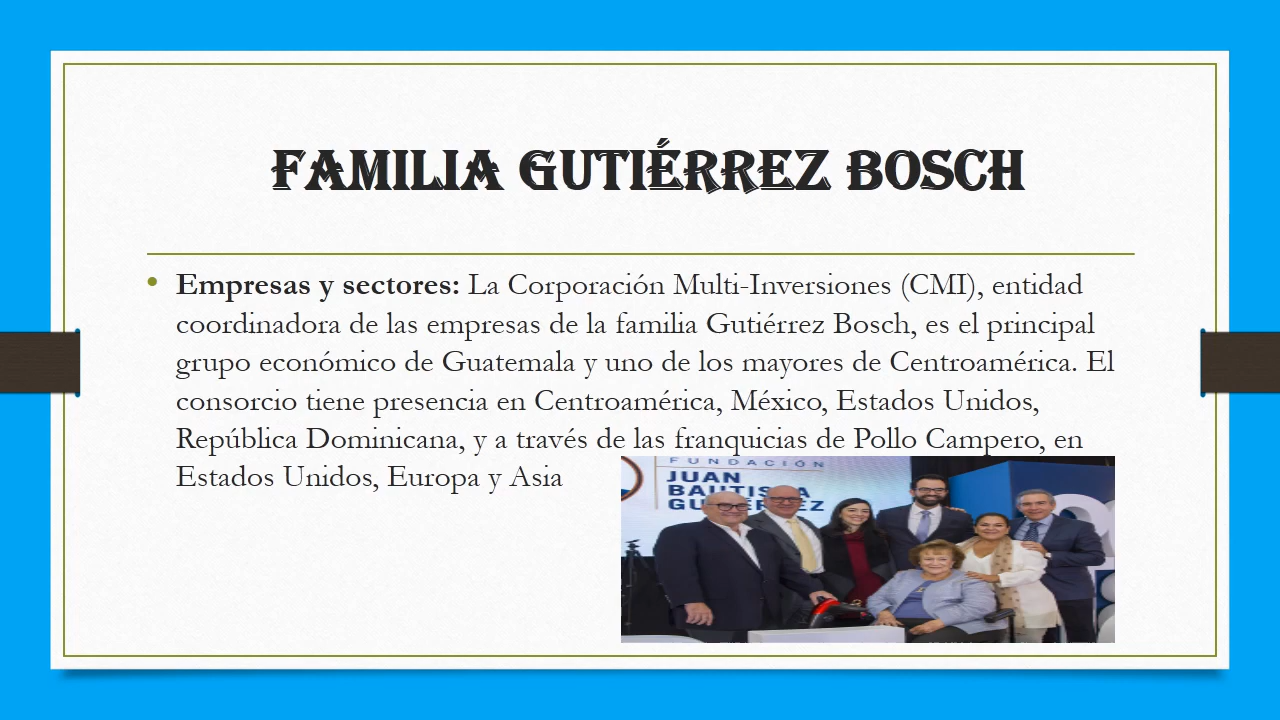 FAMILIA GUTIÉRREZ BOSCH
• Empresas y sectores: La Corporación Multi-Inversiones (CMI), entidad
coordinadora de las empresas de la familia Gutiérrez Bosch, es el principal
grupo económico de Guatemala y uno de los mayores de Centroamérica. El
consorcio tiene presencia en Centroamérica, México, Estados Unidos,
República Dominicana, y a través de las franquicias de Pollo Campero, en
Estados Unidos, Europa y Asia
FUNDACIÓN
JUAN
BAUTISTA
GUTIÉRREZ